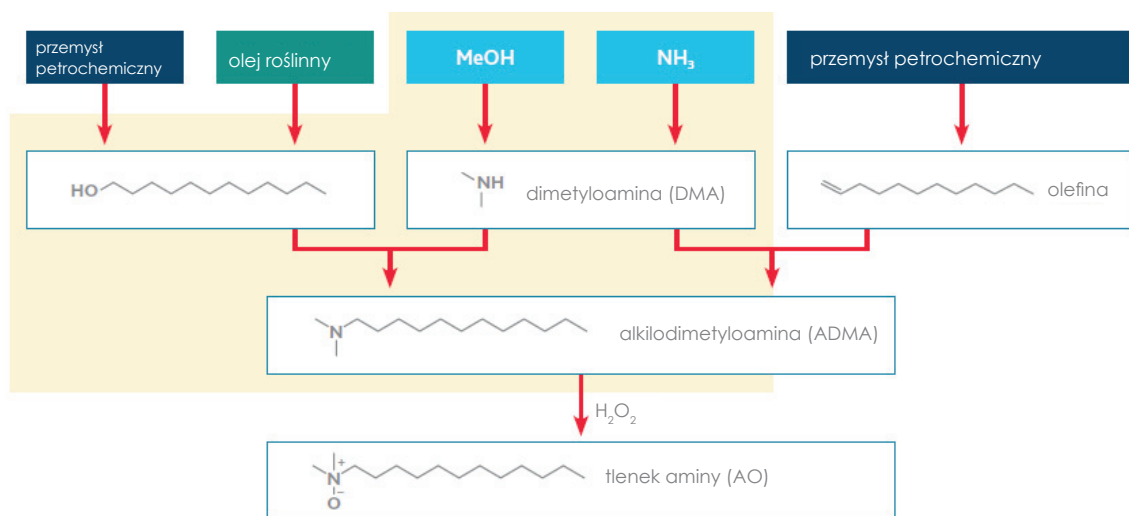 przemysł
petrochemiczny
olej roślinny
MeOH
NH₃
przemysł petrochemiczny
HO
NH
dimetyloamina (DMA)
olefina
N
alkilodimetyloamina (ADMA)
H₂O₂
N⁺
O⁻
tlenek aminy (AO)